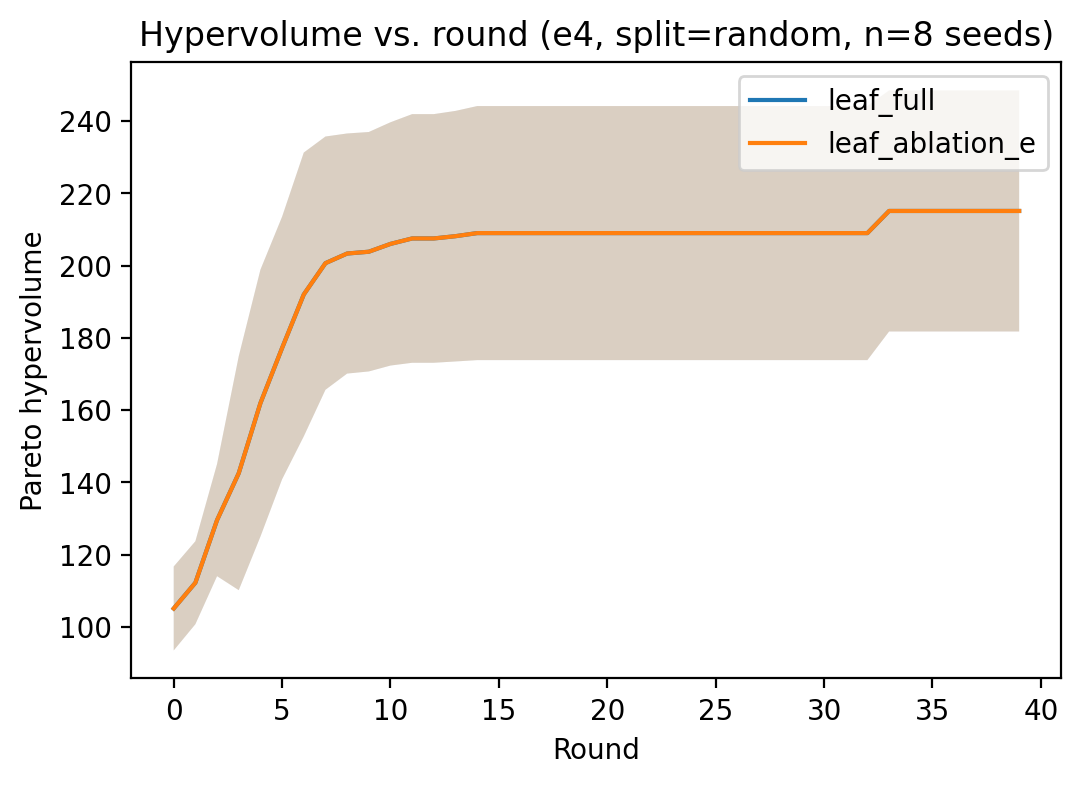 Hypervolume vs. round (e4, split=random, n=8 seeds)
leaf_full
leaf_ablation_e
Pareto hypervolume
240
220
200
180
160
140
120
100
0 5 10 15 20 25 30 35 40
Round